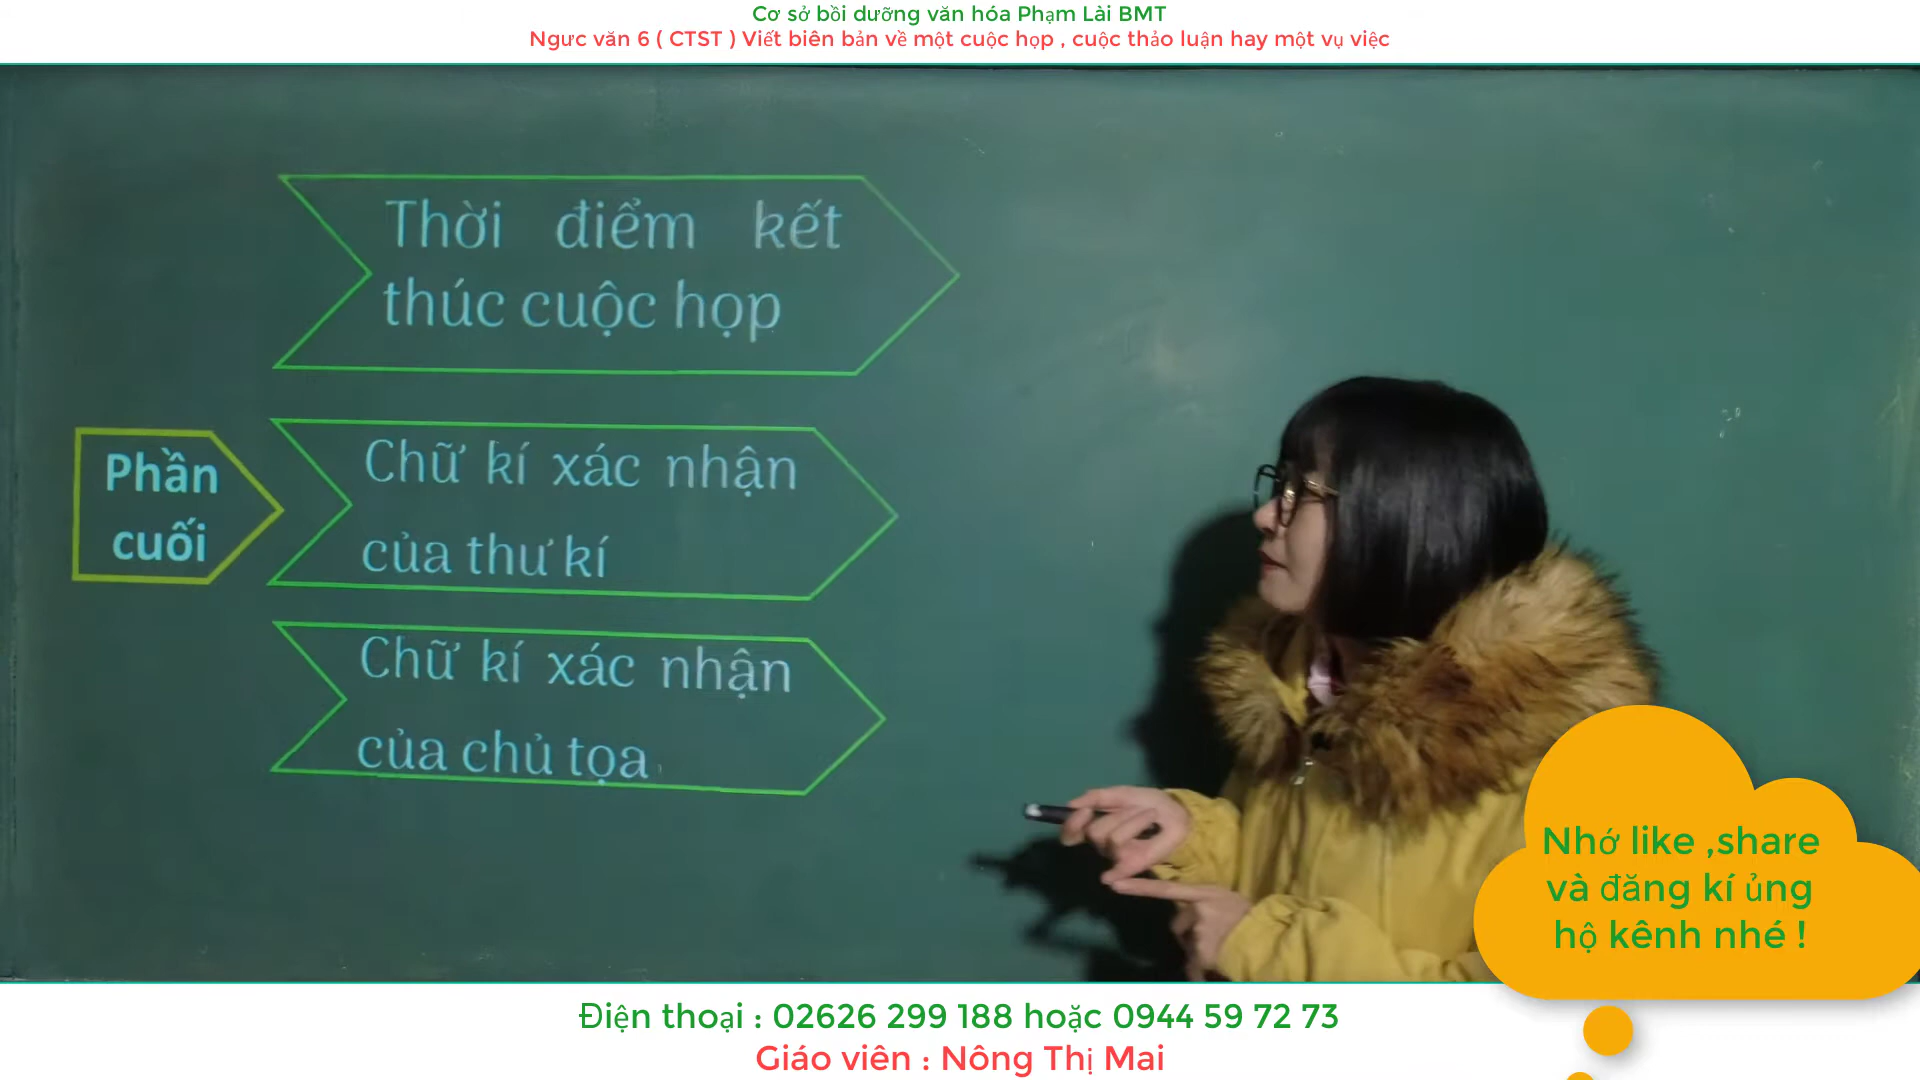 Cơ sở bồi dưỡng văn hóa Phạm Lài BMT
Ngưc văn 6 ( CTST ) Viết biên bản về một cuộc họp , cuộc thảo luận hay một vụ việc
Thời điểm kết
thúc cuộc họp
Phần
cuối
Chữ kí xác nhận
của thư kí
Chữ kí xác nhận
của chủ tọa
Nhớ like ,share
và đăng kí ủng
hộ kênh nhé !
Điện thoại : 02626 299 188 hoặc 0944 59 72 73
Giáo viên : Nông Thị Mai